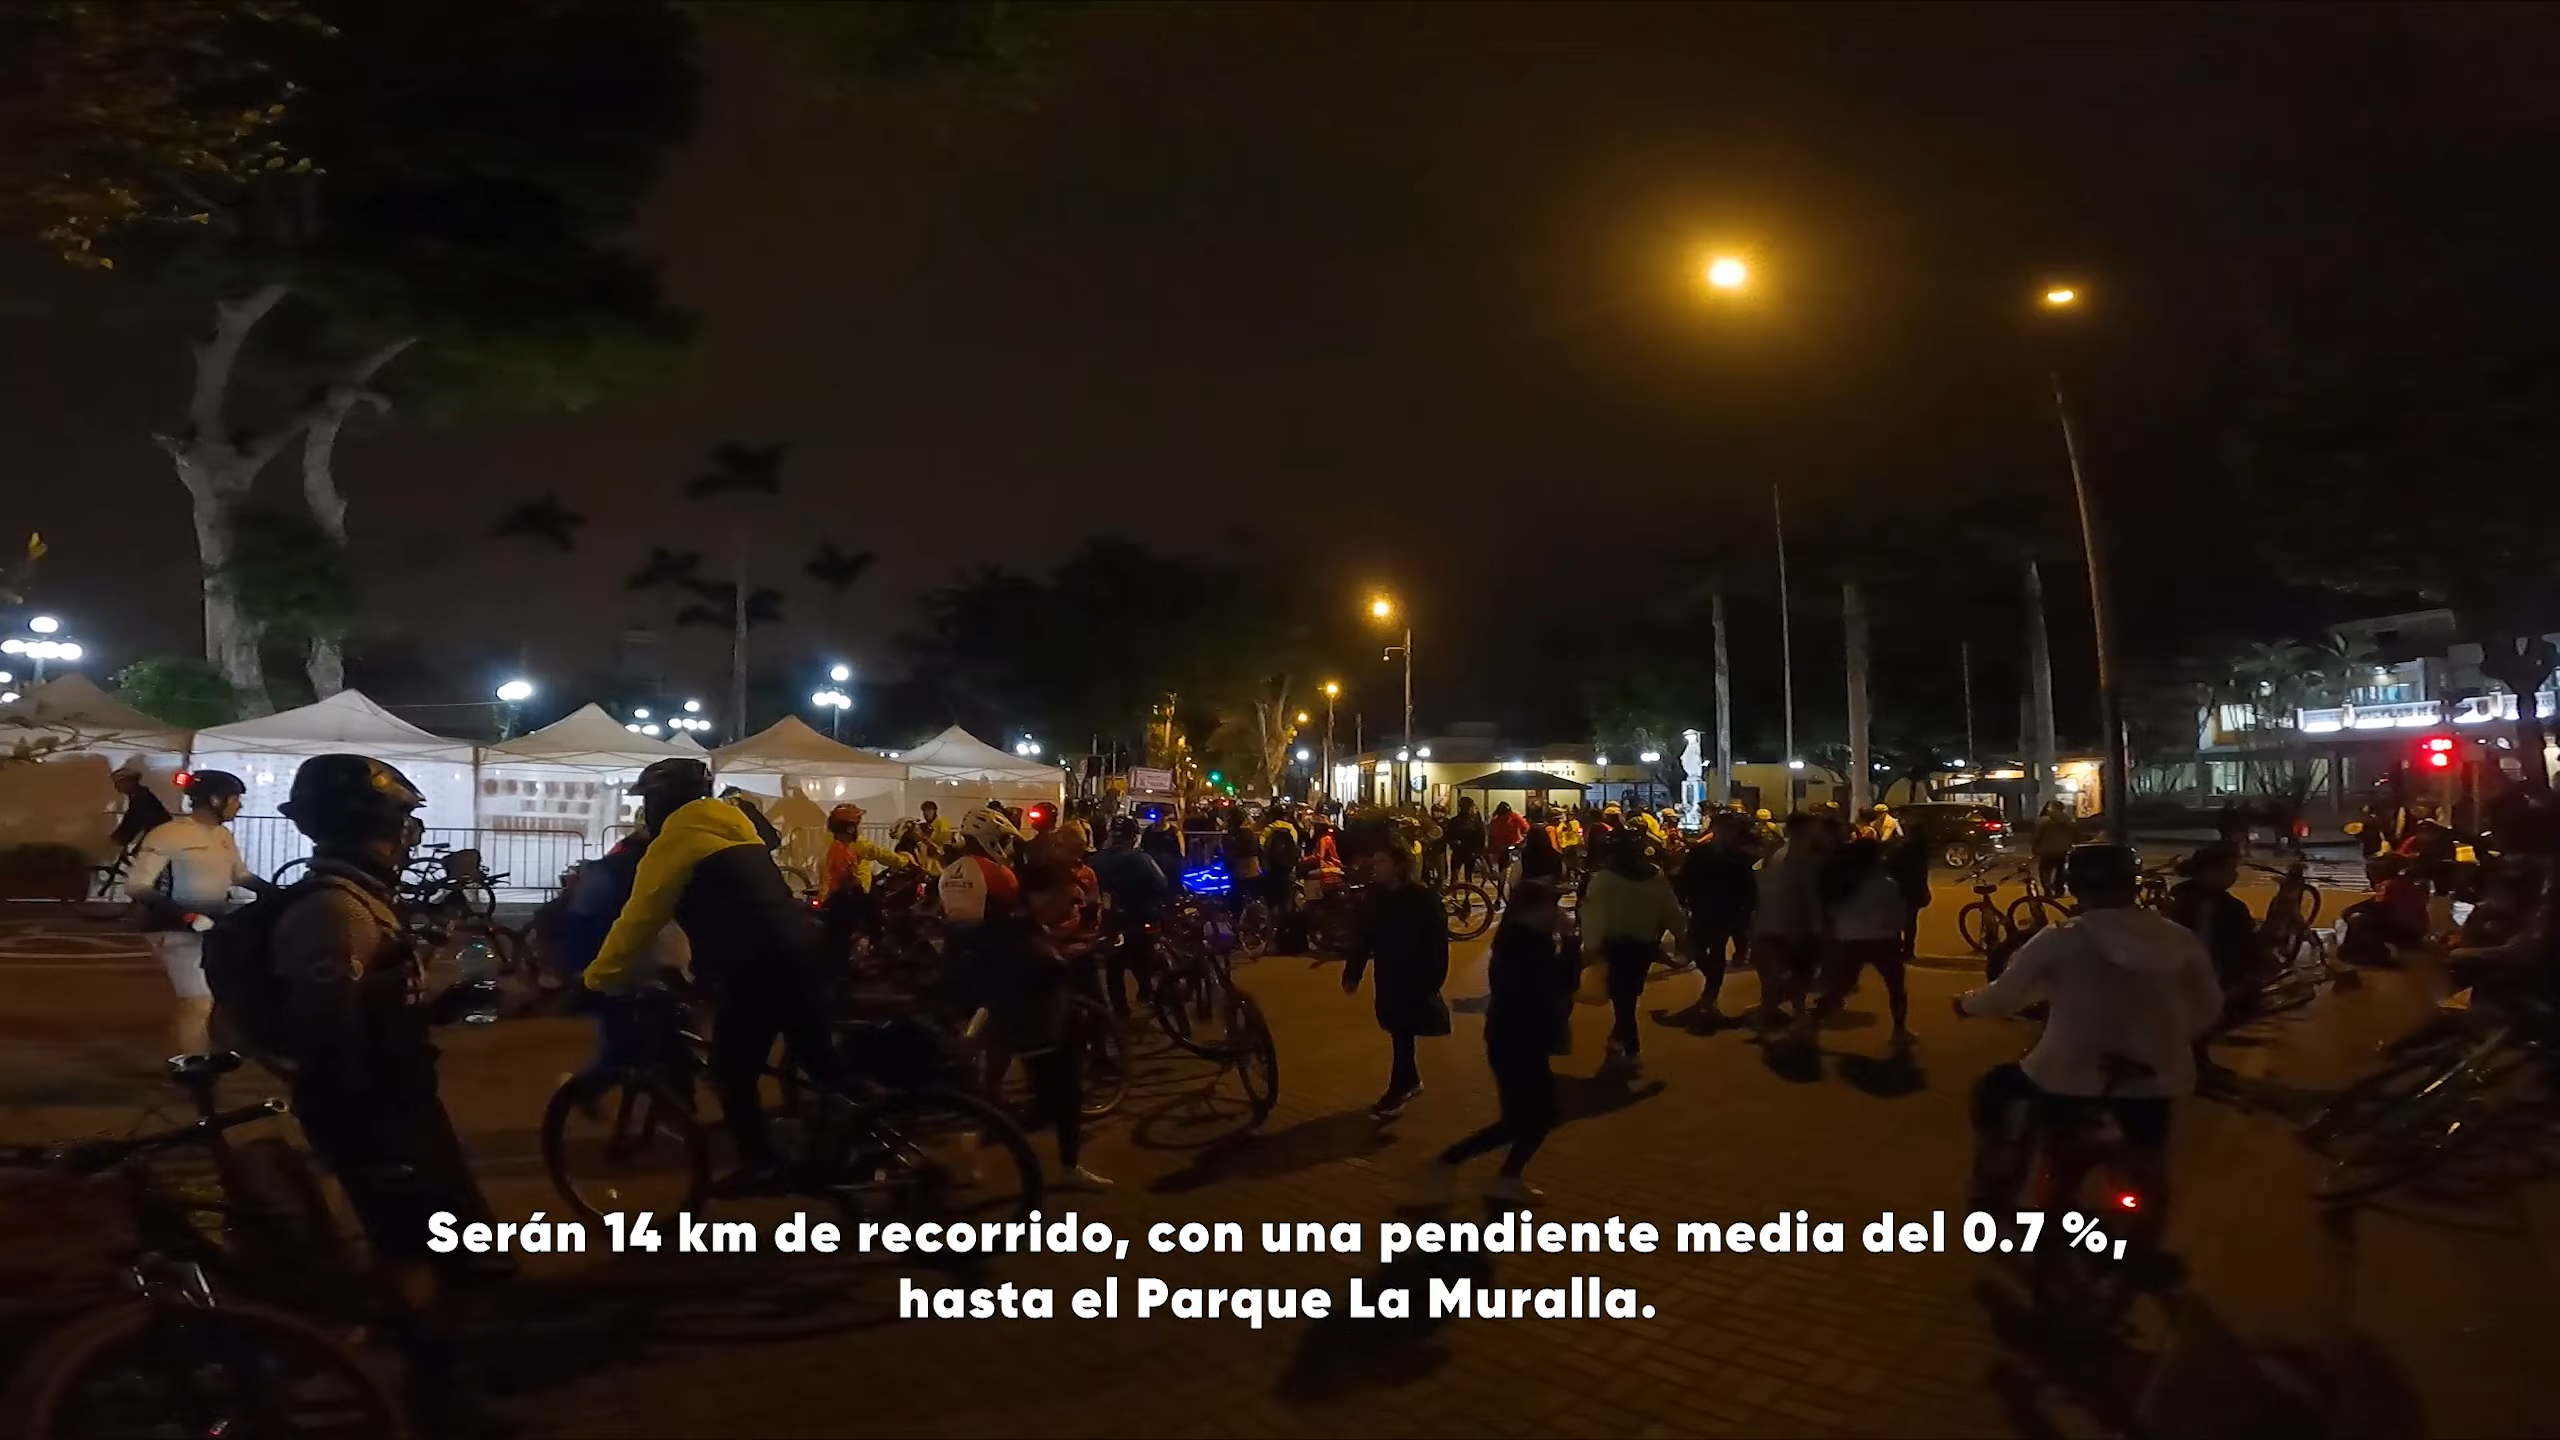 Serán 14 km de recorrido, con una pendiente media del 0.7 %,
hasta el Parque La Muralla.